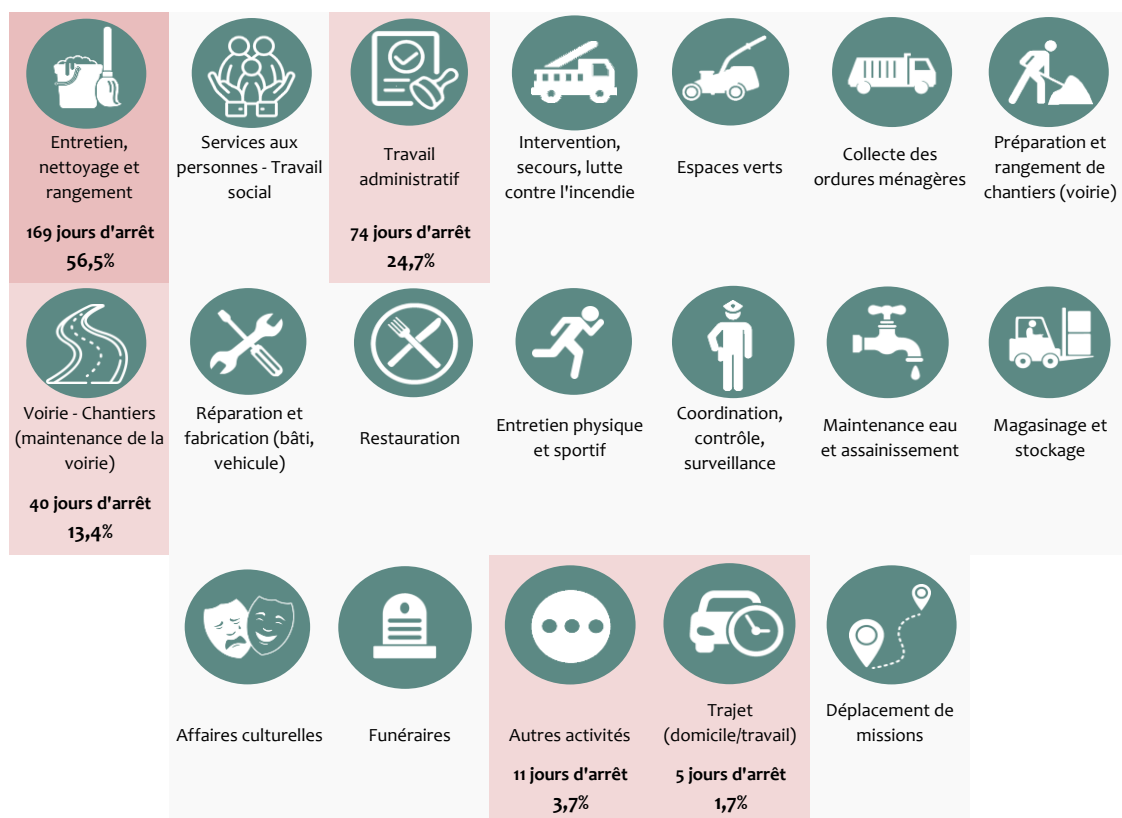 Entretien,
nettoyage et
rangement
169 jours d'arrêt
56,5%
Services aux
personnes - Travail
social
Travail
administratif
74 jours d'arrêt
24,7%
Intervention,
secours, lutte
contre l'incendie
Espaces verts
Collecte des
ordures ménagères
Préparation et
rangement de
chantiers (voirie)
Voirie - Chantiers
(maintenance de la
voirie)
40 jours d'arrêt
13,4%
Réparation et
fabrication (bâti,
vehicule)
Restauration
Entretien physique
et sportif
Coordination,
contrôle,
surveillance
Maintenance eau
et assainissement
Magasinage et
stockage
Affaires culturelles
Funéraires
Autres activités
11 jours d'arrêt
3,7%
Trajet
(domicile/travail)
5 jours d'arrêt
1,7%
Déplacement de
missions